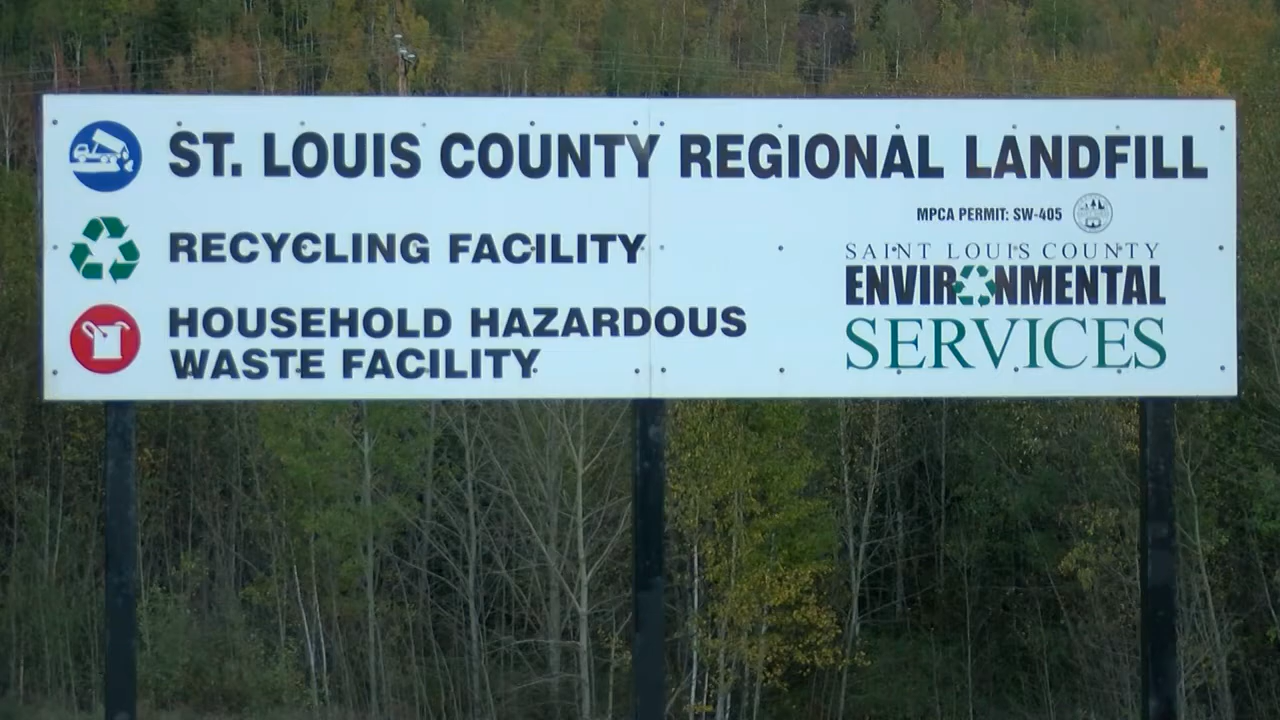 ST. LOUIS COUNTY REGIONAL LANDFILL
MPCA PERMIT: SW-405
RECYCLING FACILITY
HOUSEHOLD HAZARDOUS
WASTE FACILITY
SAINT LOUIS COUNTY
ENVIRONMENTAL
SERVICES